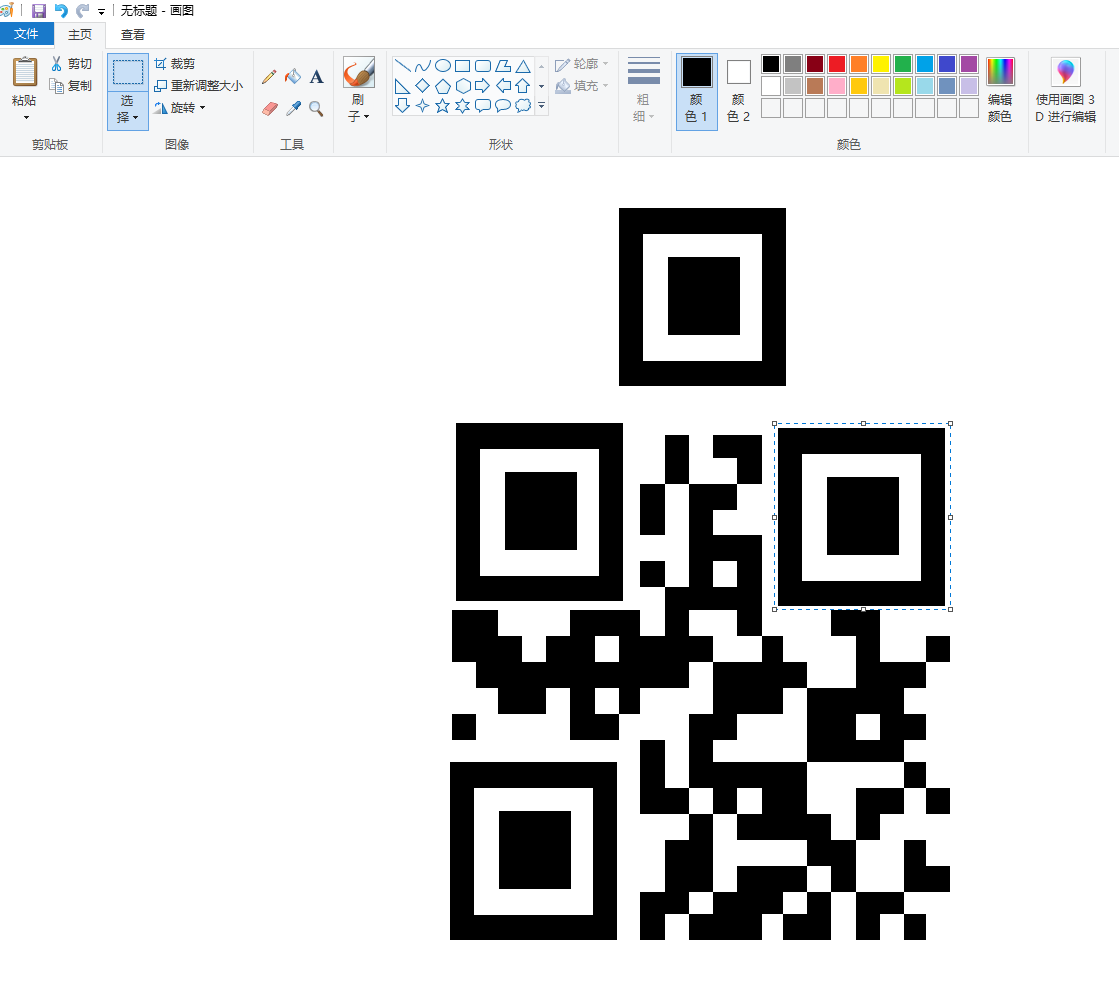 无标题 - 画图
文件 主页 查看
粘贴
剪切
复制
剪贴板
选择
裁剪
重新调整大小
旋转
图像
A
工具
刷子
轮廓
填充
形状
粗细
颜色 1
颜色 2
编辑颜色
颜色
使用画图 3
D 进行编辑